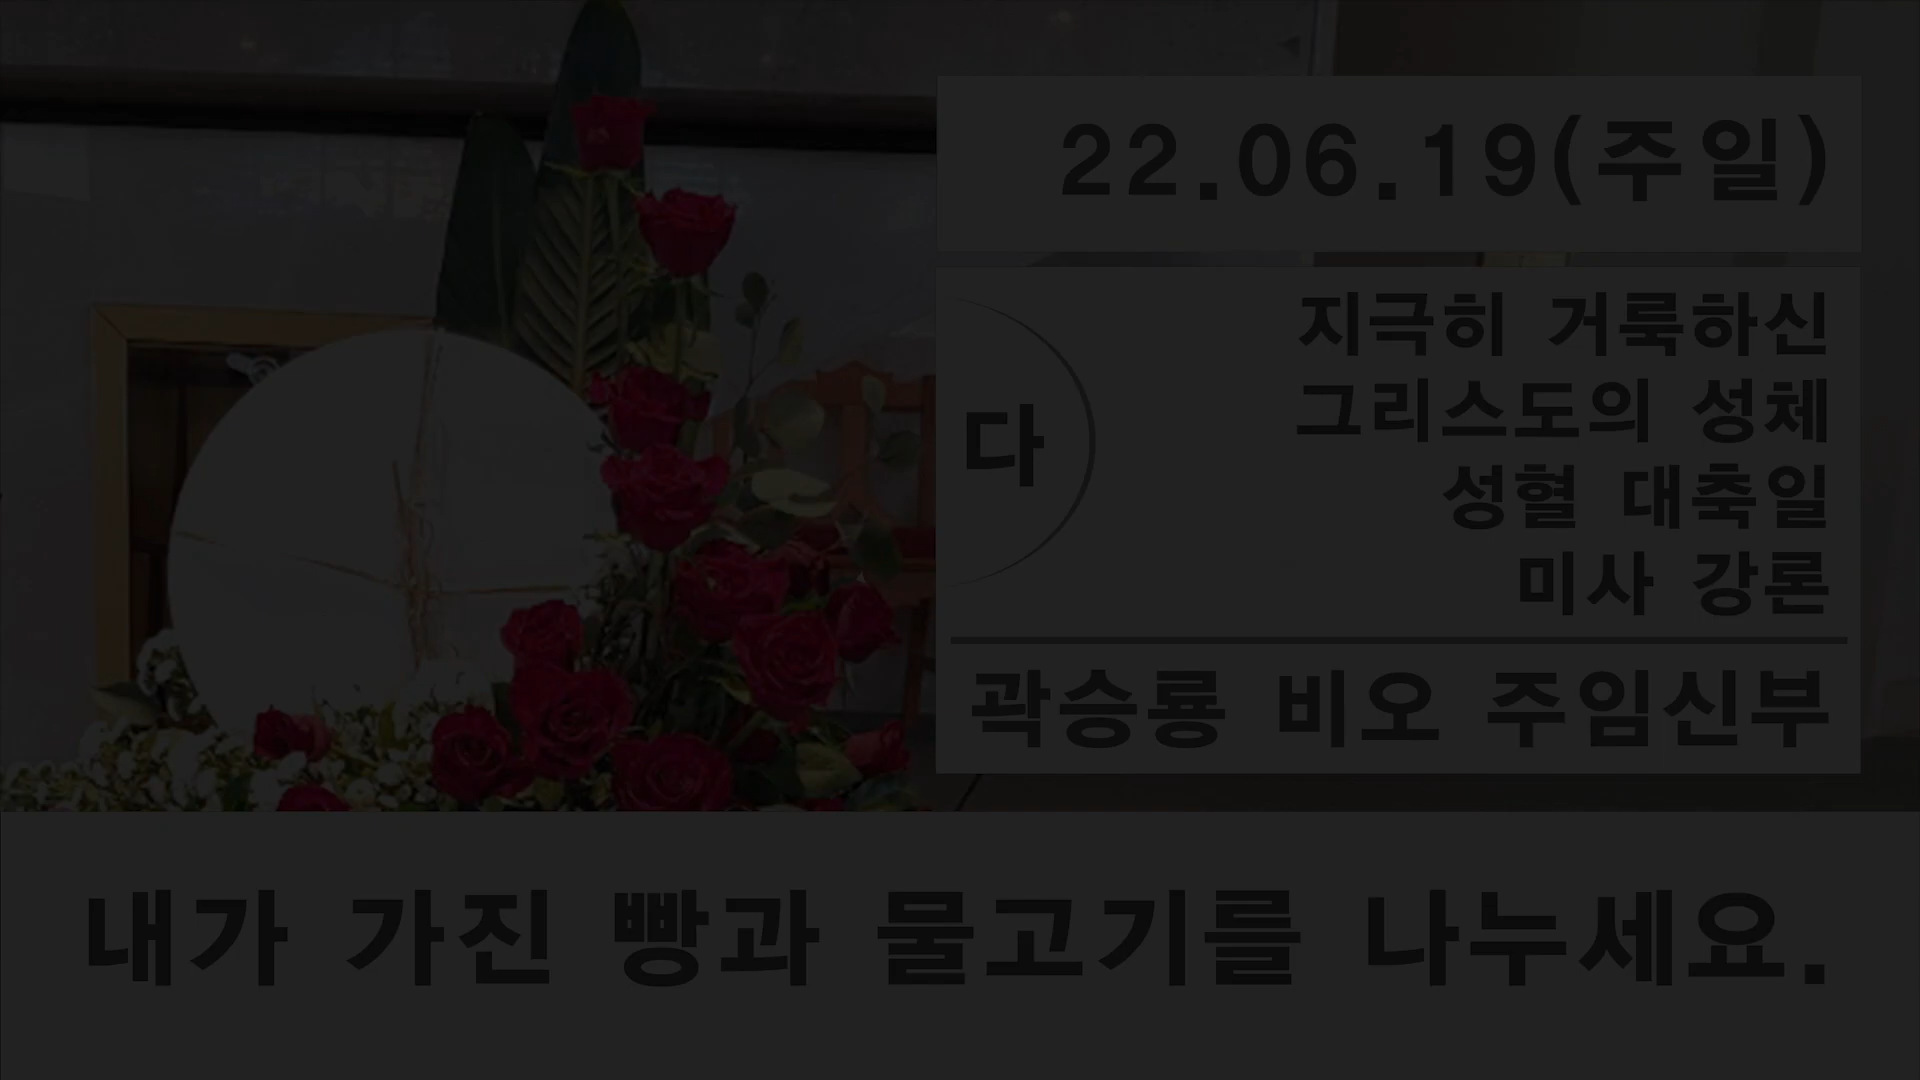 22.06.19(주일)
다
지극히 거룩하신
그리스도의 성체
성혈 대축일
미사 강론
곽승룡 비오 주임신부
내가 가진 빵과 물고기를 나누세요.